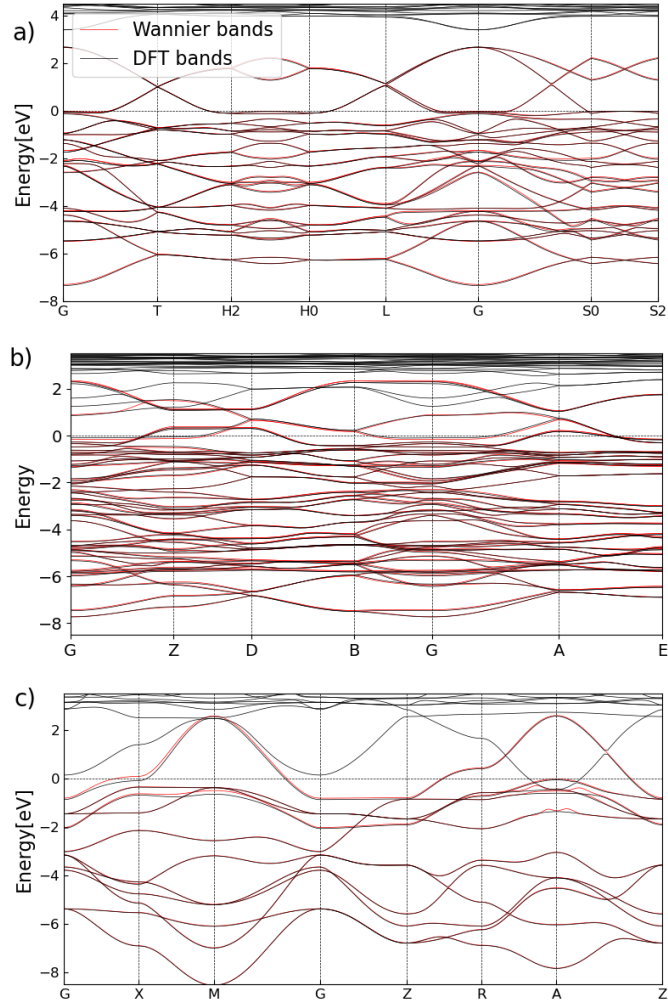 a)
Wannier bands
DFT bands
Energy[eV]
4
2
0
−2
−4
−6
−8
G T H2 H0 L G S0 S2
b)
Energy
2
0
−2
−4
−6
−8
G Z D B G A E
c)
Energy[eV]
2
0
−2
−4
−6
−8
G X M G Z R A Z